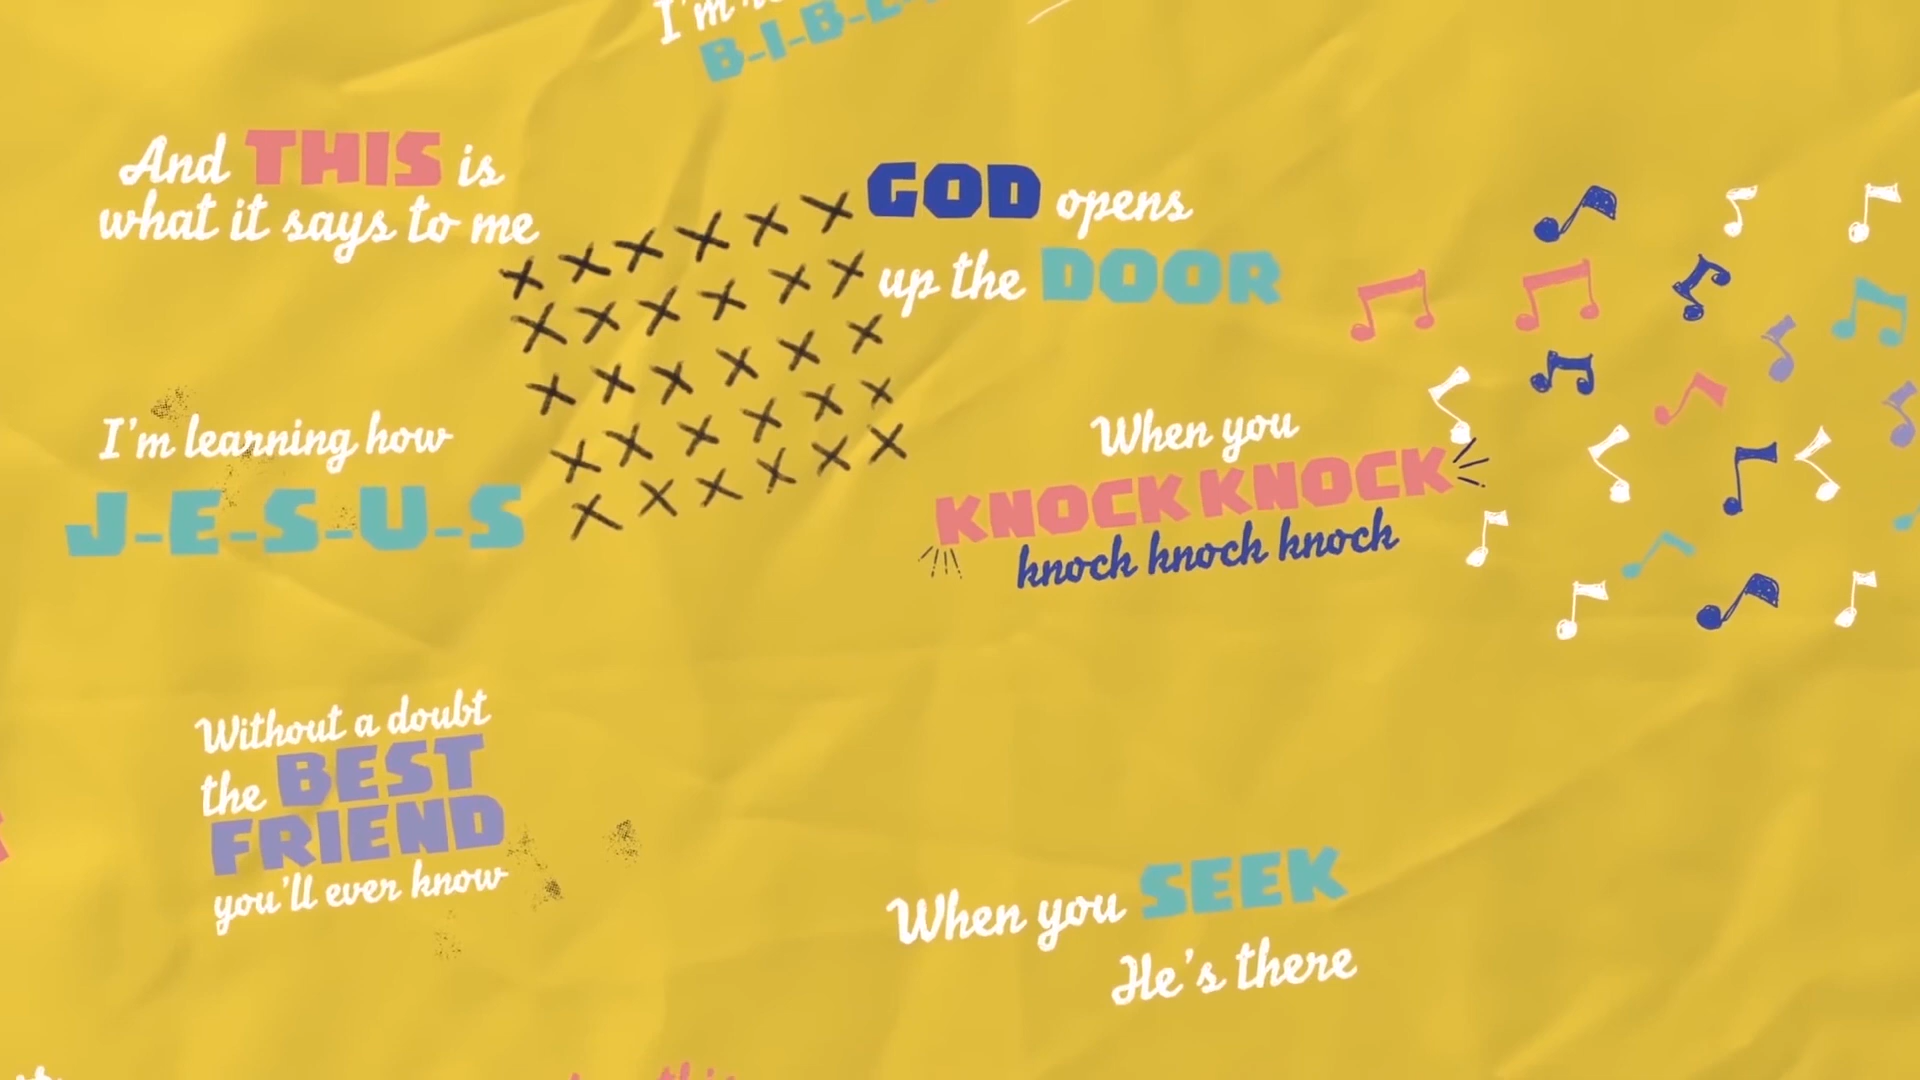 I'm
B-I-B-L-
And THIS is
what it says to me
GOD opens
up the DOOR
I'm learning how
J-E-S-U-S
When you
KNOCK KNOCK
knock knock knock
Without a doubt
the BEST
FRIEND
you'll ever know
When you SEEK
He's there